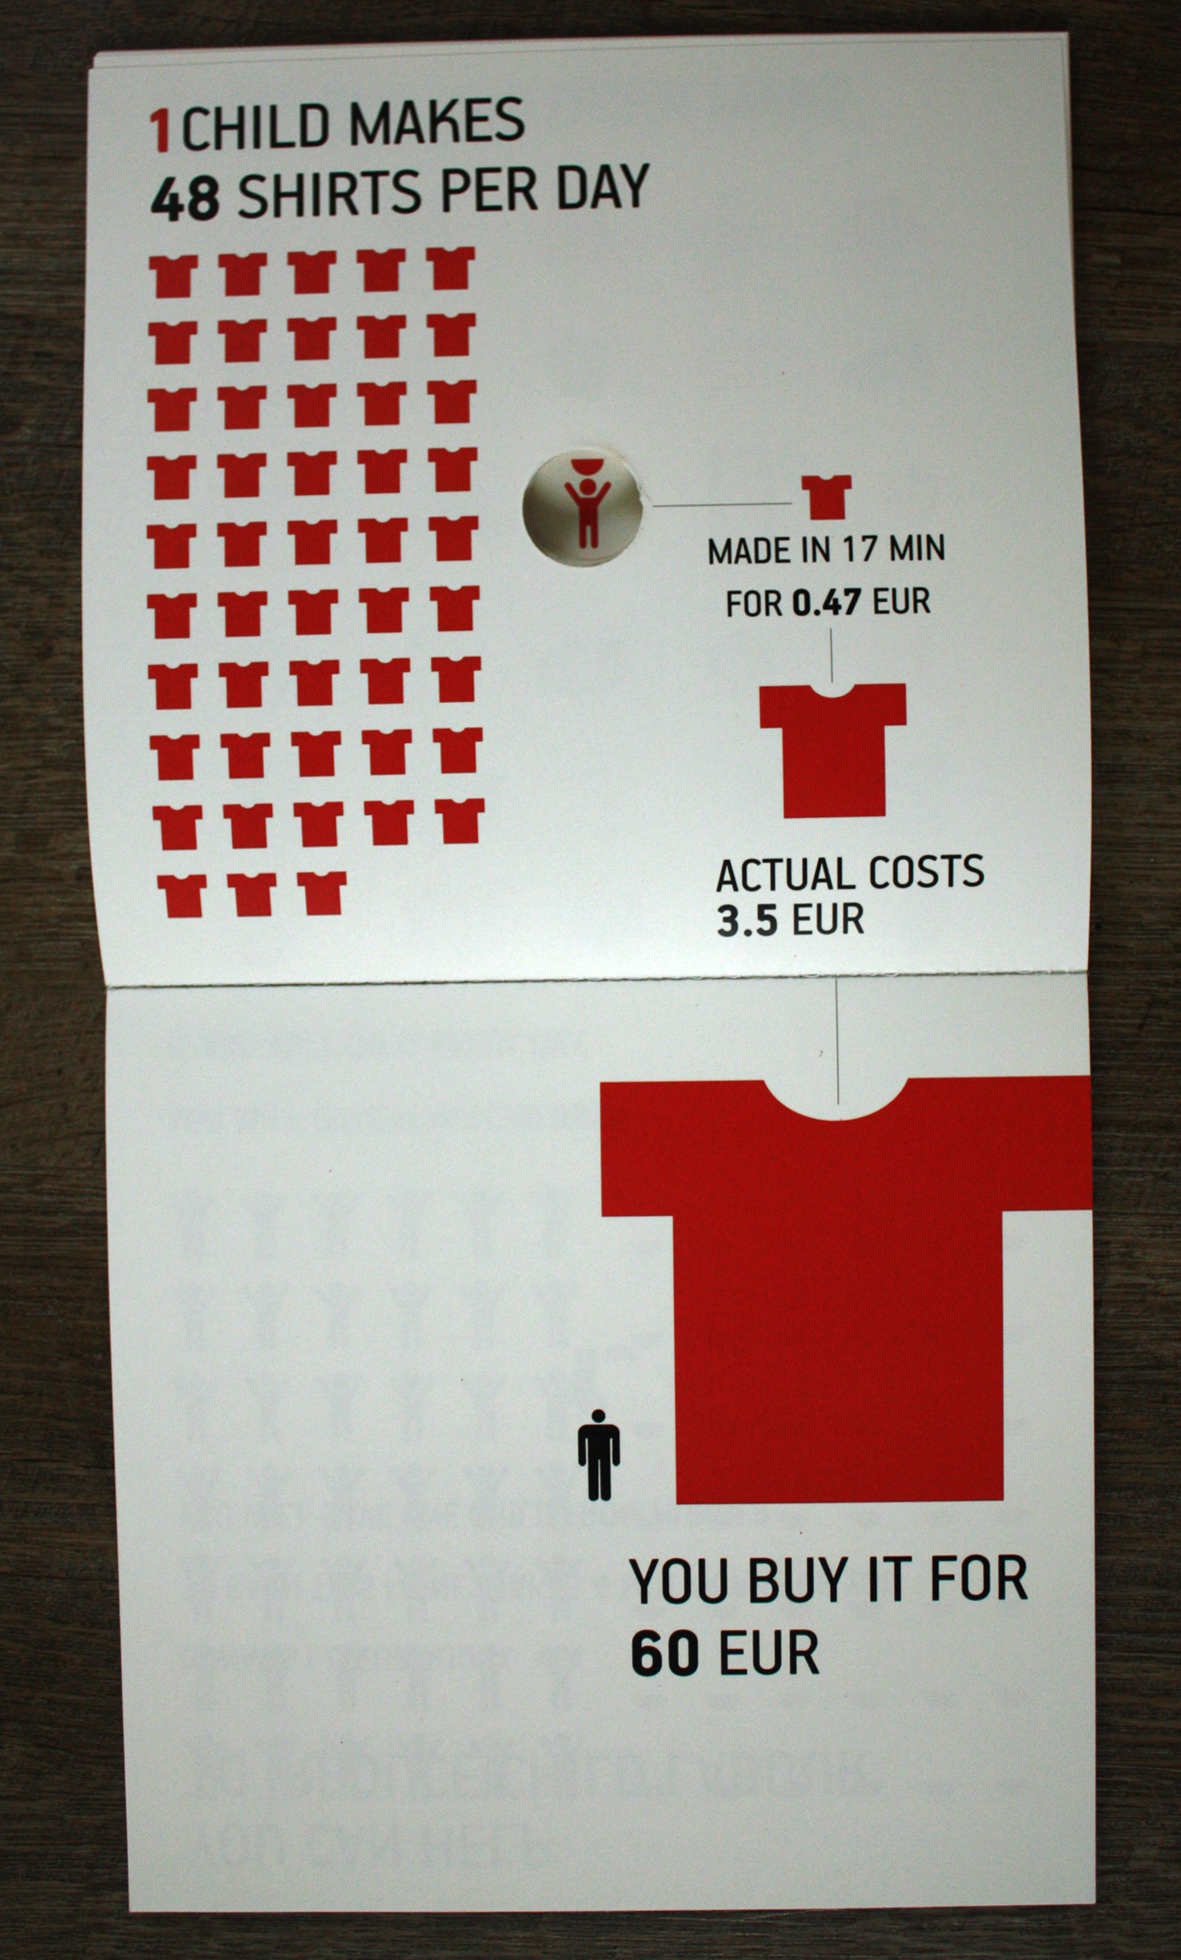 1 CHILD MAKES
48 SHIRTS PER DAY
MADE IN 17 MIN
FOR 0.47 EUR
ACTUAL COSTS
3.5 EUR
YOU BUY IT FOR
60 EUR